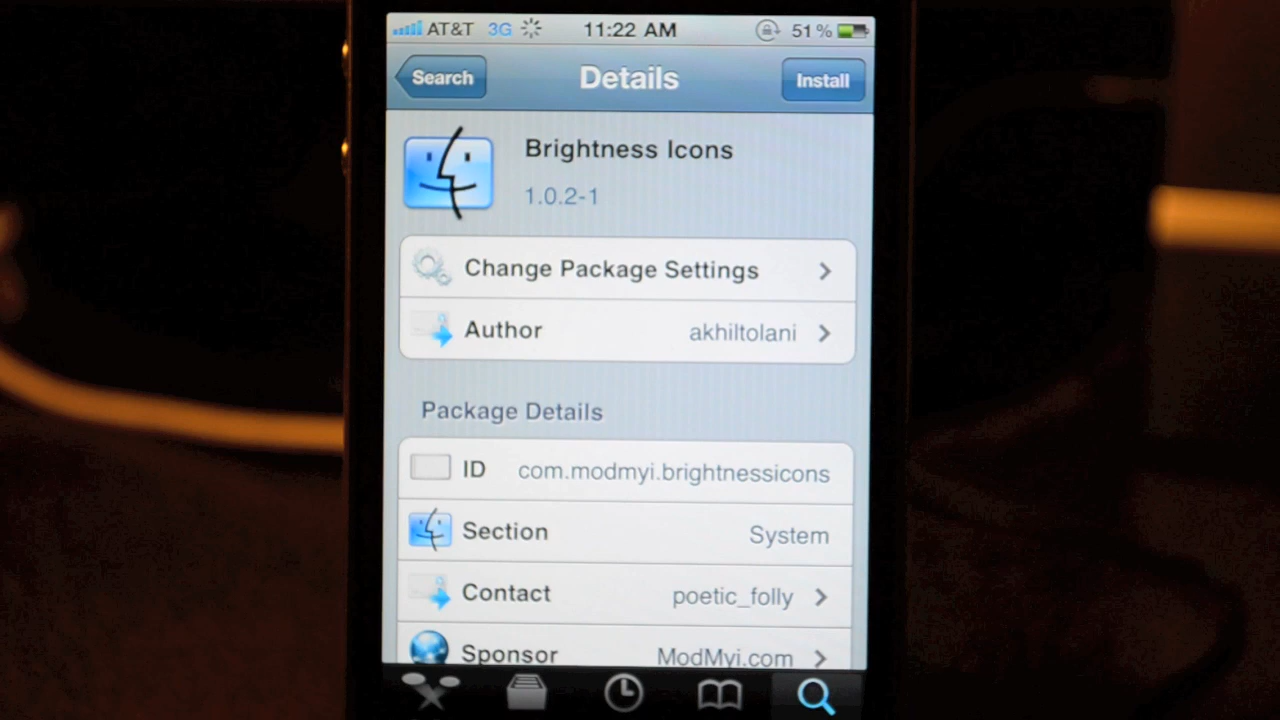 AT&T 3G 11:22 AM 51%
Search Details Install
Brightness Icons
1.0.2-1
Change Package Settings
Author akhiltolani
Package Details
ID com.modmyi.brightnessicons
Section System
Contact poetic_folly
Sponsor ModMyi.com